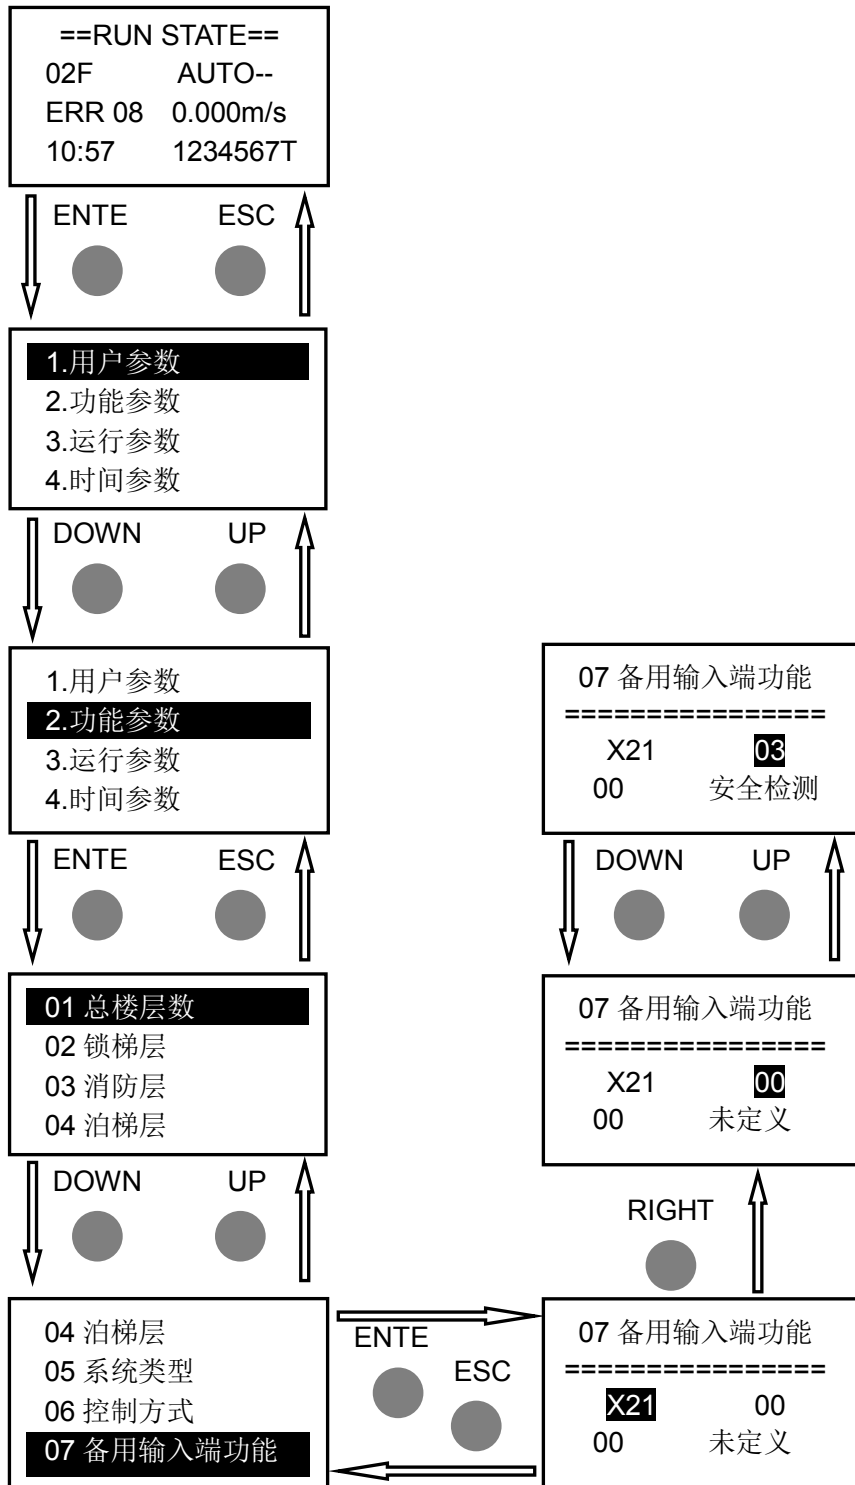 ==RUN STATE==
02F AUTO--
ERR 08 0.000m/s
10:57 1234567T
ENTE ESC
1.用户参数
2.功能参数
3.运行参数
4.时间参数
DOWN UP
1.用户参数
2.功能参数
3.运行参数
4.时间参数
ENTE ESC
01 总楼层数
02 锁梯层
03 消防层
04 泊梯层
DOWN UP
04 泊梯层
05 系统类型
06 控制方式
07 备用输入端功能
ENTE
ESC
07 备用输入端功能
================
X21 03
00 安全检测
DOWN UP
07 备用输入端功能
================
X21 00
00 未定义
RIGHT
07 备用输入端功能
================
X21 00
00 未定义